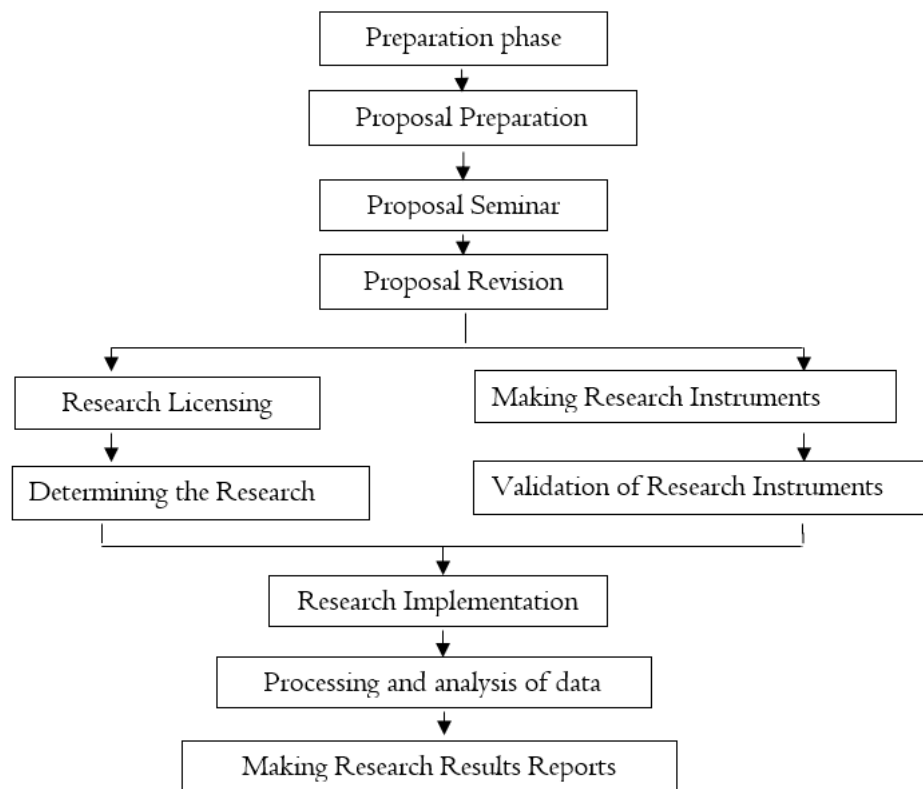 Preparation phase
Proposal Preparation
Proposal Seminar
Proposal Revision
Research Licensing
Making Research Instruments
Determining the Research
Validation of Research Instruments
Research Implementation
Processing and analysis of data
Making Research Results Reports